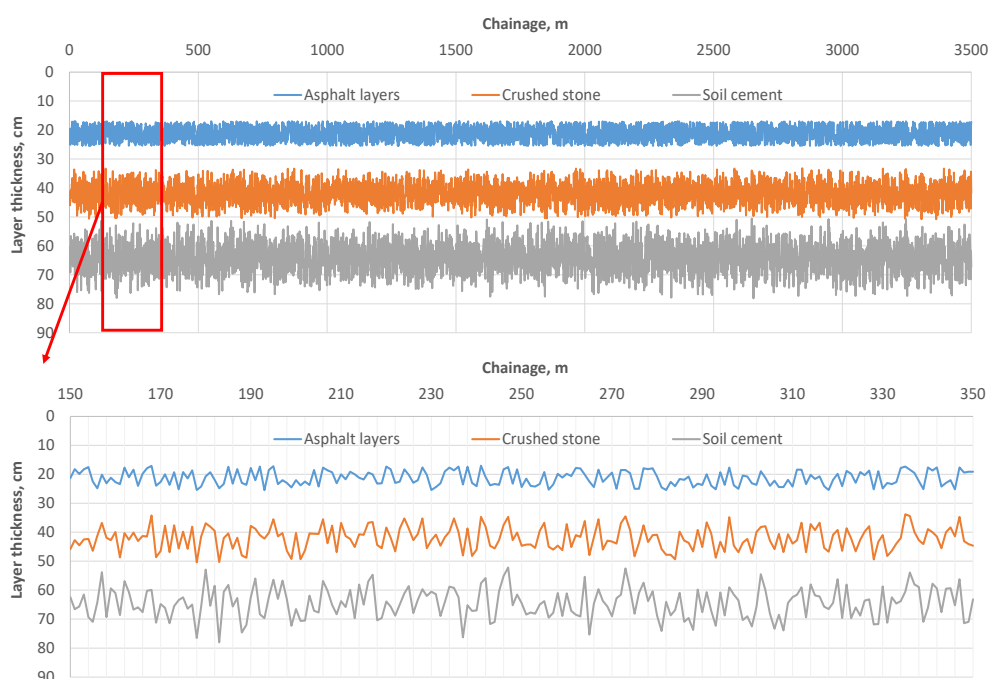 Chainage, m
0 500 1000 1500 2000 2500 3000 3500
Layer thickness, cm
0
10
20
30
40
50
60
70
80
90
Asphalt layers Crushed stone Soil cement
Chainage, m
150 170 190 210 230 250 270 290 310 330 350
Layer thickness, cm
0
10
20
30
40
50
60
70
80
90
Asphalt layers Crushed stone Soil cement